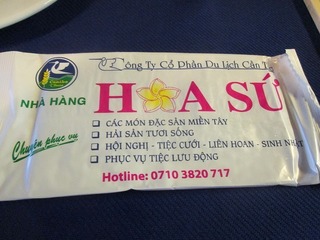 Công Ty Cổ Phần Du Lịch Cần
NHÀ HÀNG
HOA SỨ
Chuyên phục vụ
CÁC MÓN ĐẶC SẢN MIỀN TÂY
HẢI SẢN TƯƠI SỐNG
HỘI NGHỊ - TIỆC CƯỚI - LIÊN HOAN - SINH NHẬT
PHỤC VỤ TIỆC LƯU ĐỘNG
Hotline: 0710 3820 717